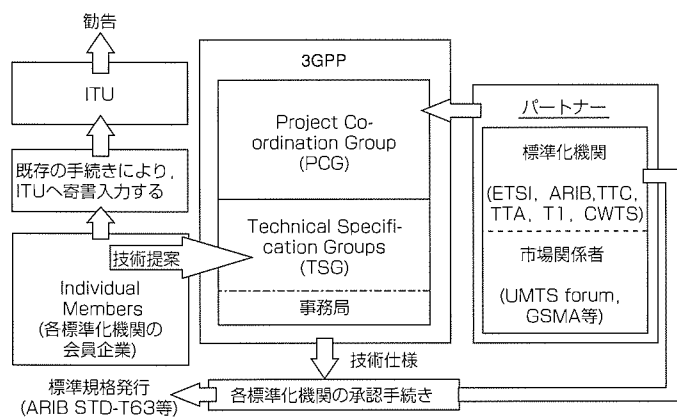 勧告
ITU
既存の手続きにより,
ITUへ寄書入力する
技術提案
Individual
Members
(各標準化機関の
会員企業)
3GPP
Project Co-
ordination Group
(PCG)
Technical Specifi-
cation Groups
(TSG)
事務局
パートナー
標準化機関
(ETSI, ARIB,TTC,
TTA, T1, CWTS)
市場関係者
(UMTS forum,
GSMA等)
技術仕様
標準規格発行
(ARIB STD-T63等)
各標準化機関の承認手続き